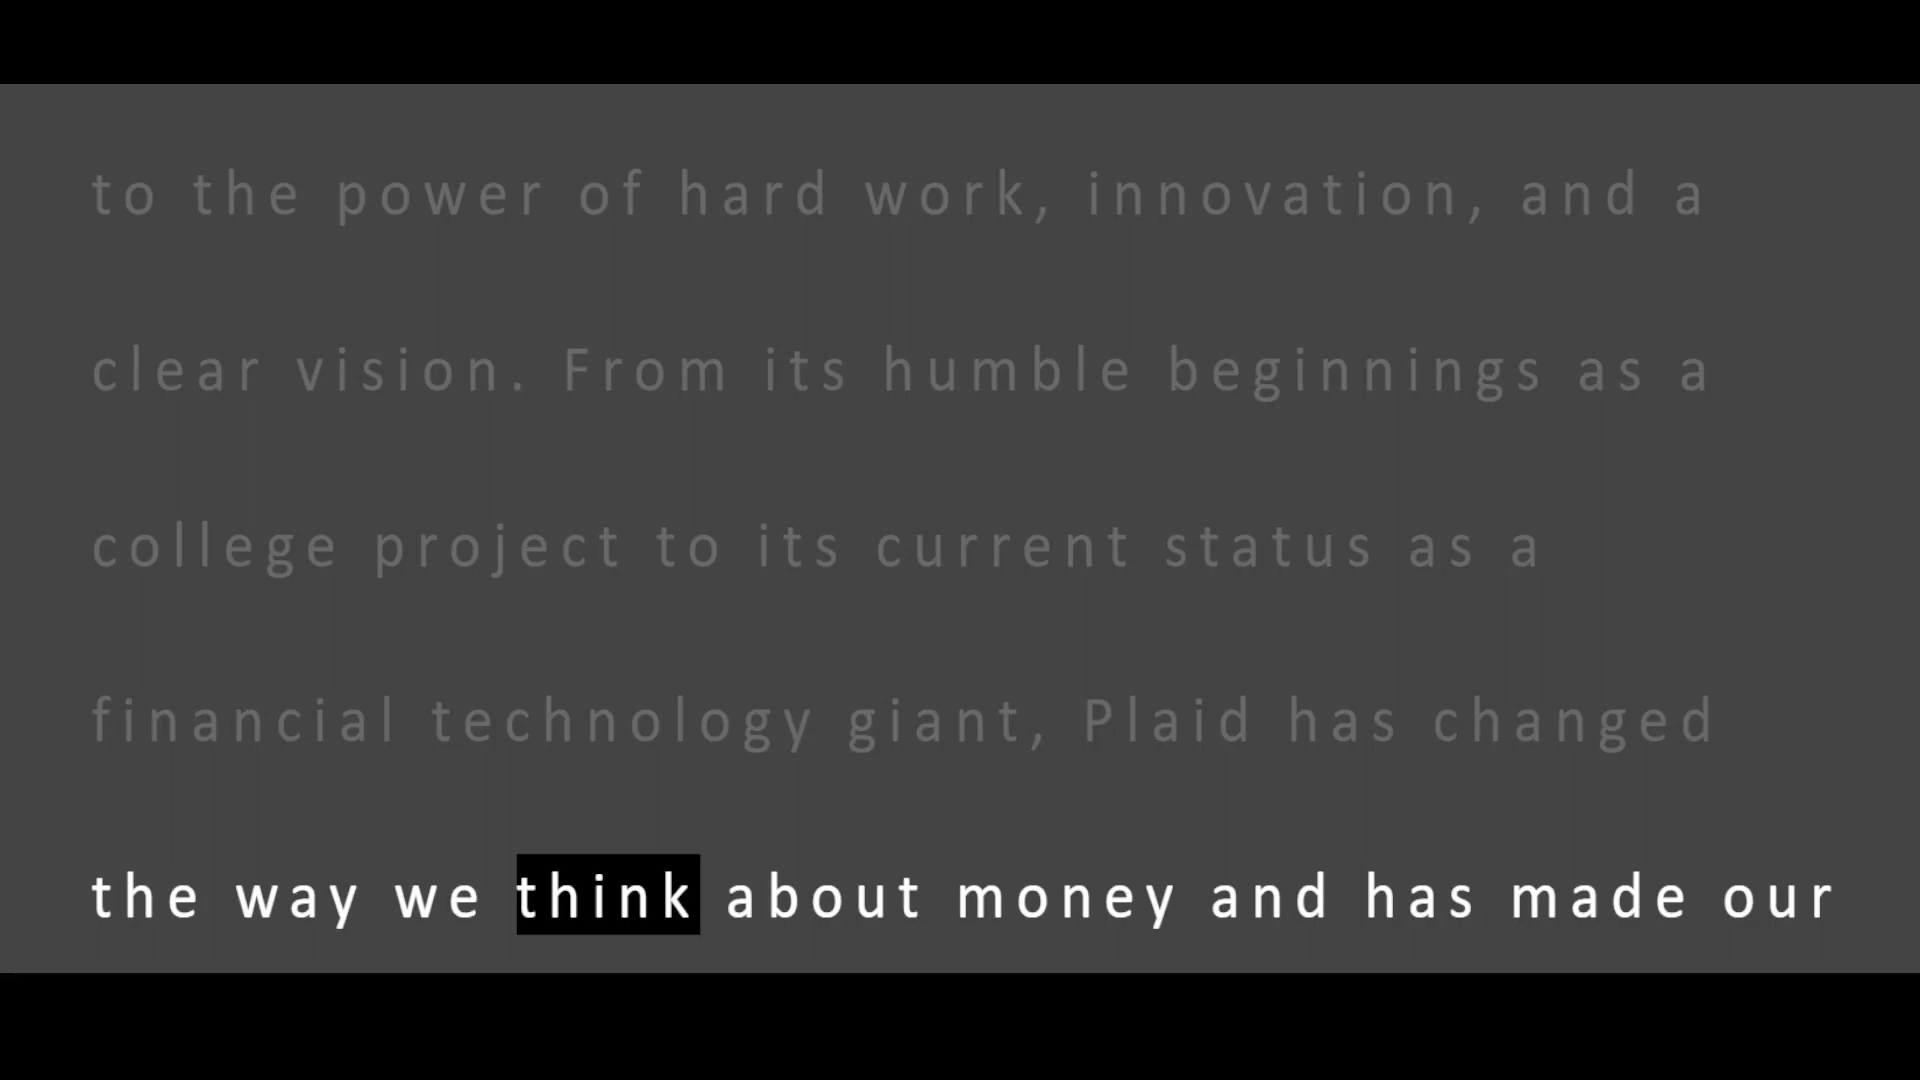 to the power of hard work, innovation, and a
clear vision. From its humble beginnings as a
college project to its current status as a
financial technology giant, Plaid has changed
the way we think about money and has made our